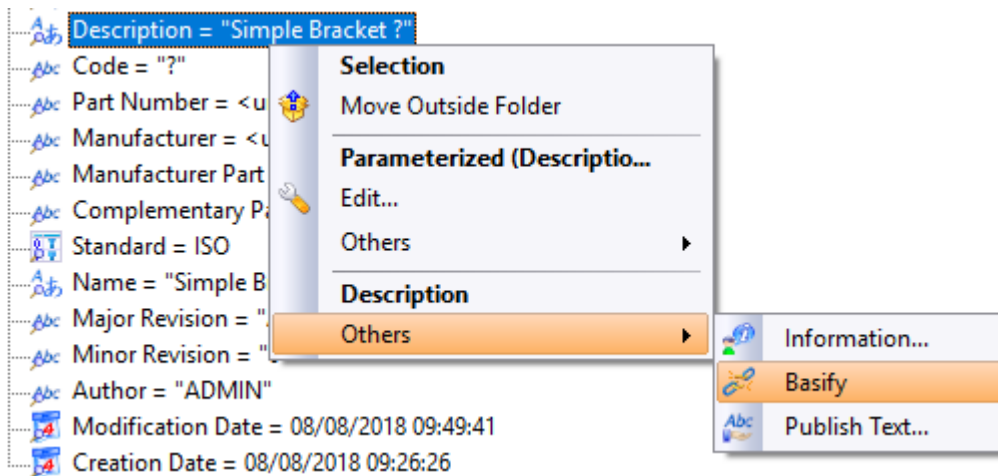 Description = "Simple Bracket ?"
Code = "?"
Part Number = <u
Manufacturer = <u
Manufacturer Part
Complementary Pa
Standard = ISO
Name = "Simple B
Major Revision = "
Minor Revision = "
Author = "ADMIN"
Modification Date = 08/08/2018 09:49:41
Creation Date = 08/08/2018 09:26:26
Selection
Move Outside Folder
Parameterized (Descriptio...
Edit...
Others
Description
Others
Information...
Basify
Publish Text...